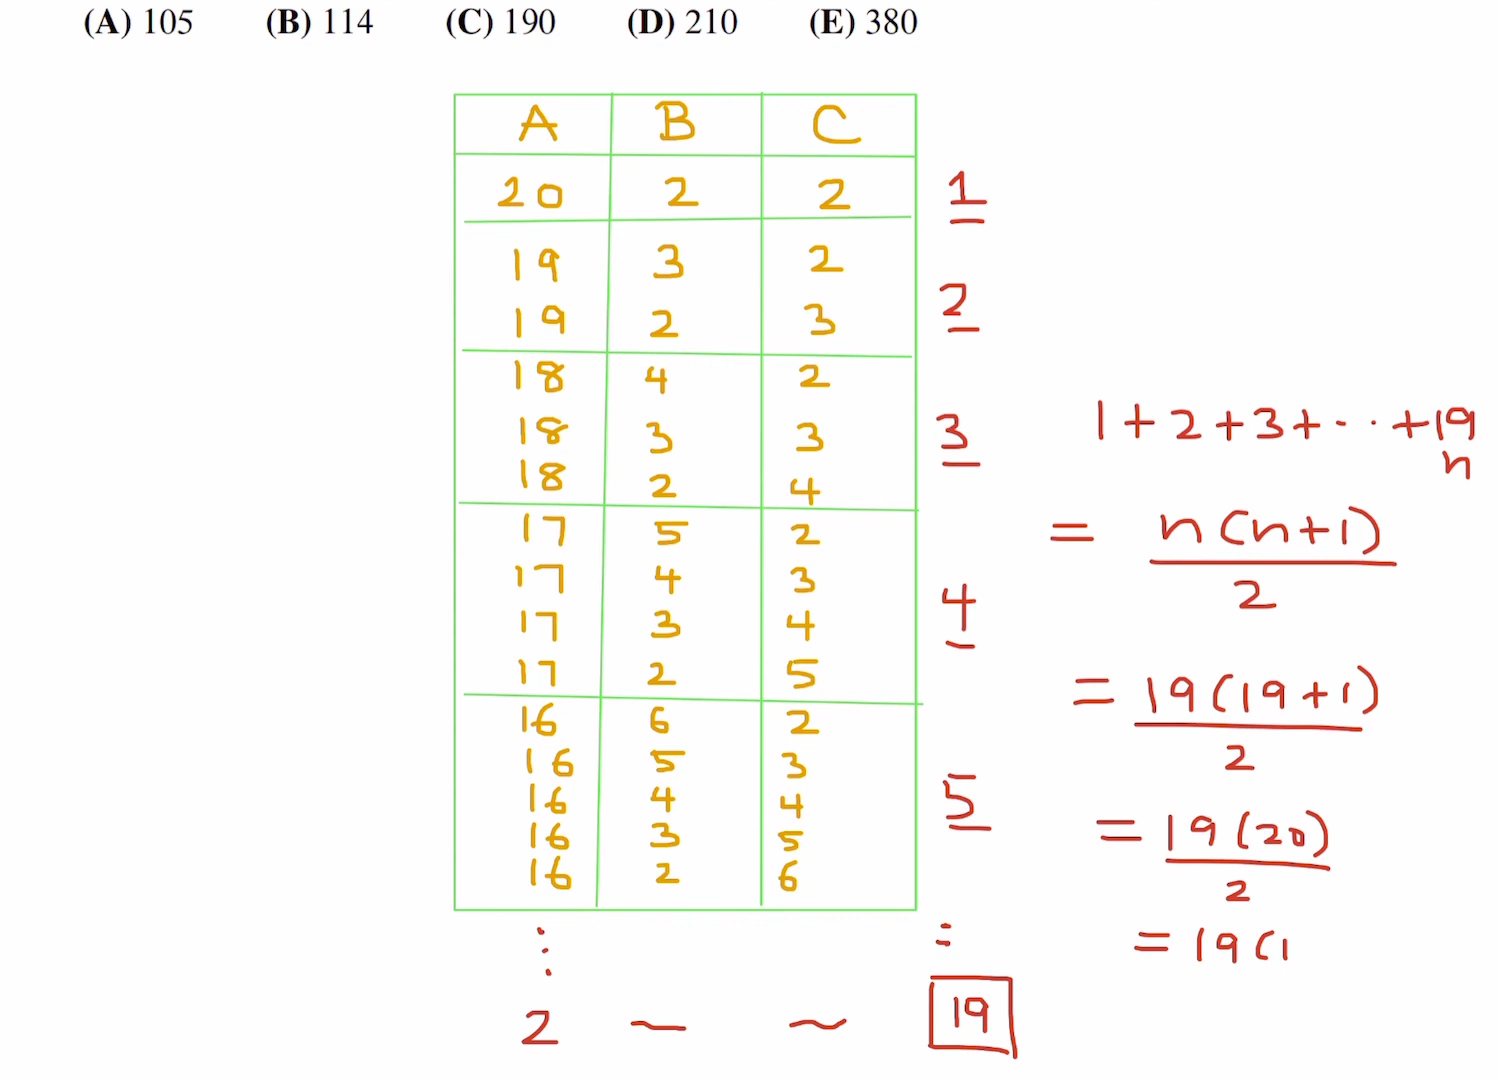 (A) 105 (B) 114 (C) 190 (D) 210 (E) 380
A B C
20 2 2 1
19 3 2
19 2 3
2
18 4 2
18 3 3
18 2 4
3
17 5 2
17 4 3
17 3 4
17 2 5
4
16 6 2
16 5 3
16 4 4
16 3 5
16 2 6
5
2 — ~ 19
1+2+3+--·+19
n
= n(n+1)
2
= 19(19+1)
2
= 19(20)
2
= 19(1